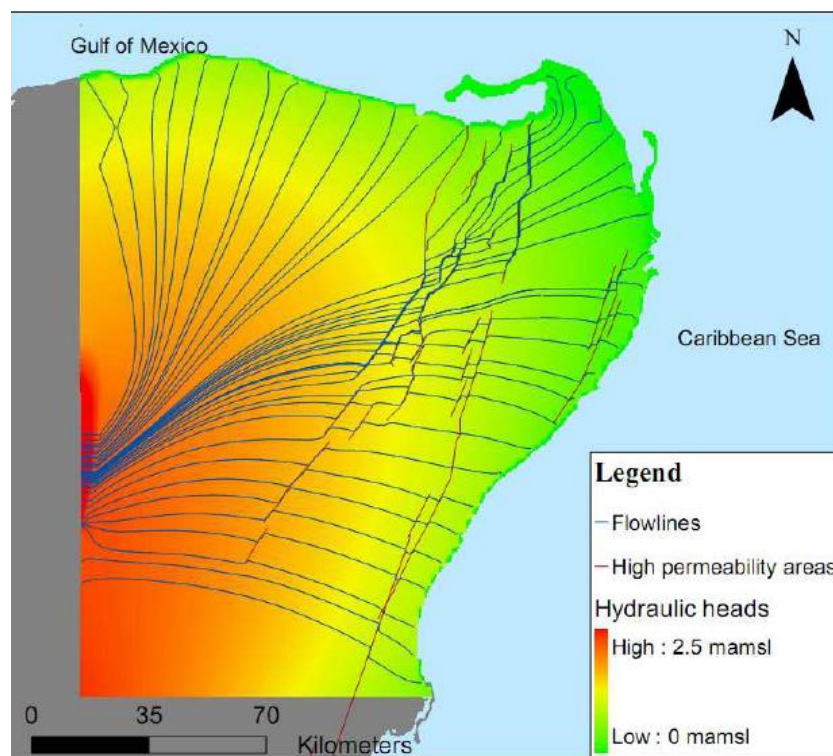 Gulf of Mexico
N
Caribbean Sea
Legend
Flowlines
High permeability areas
Hydraulic heads
High : 2.5 mamsl
Low : 0 mamsl
0 35 70
Kilometers